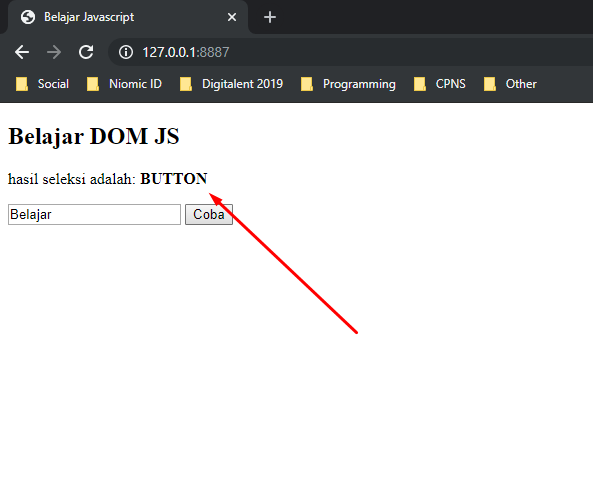 Belajar Javascript
127.0.0.1:8887
Social Niomic ID Digitalent 2019 Programming CPNS Other
Belajar DOM JS
hasil seleksi adalah: BUTTON
Belajar Coba